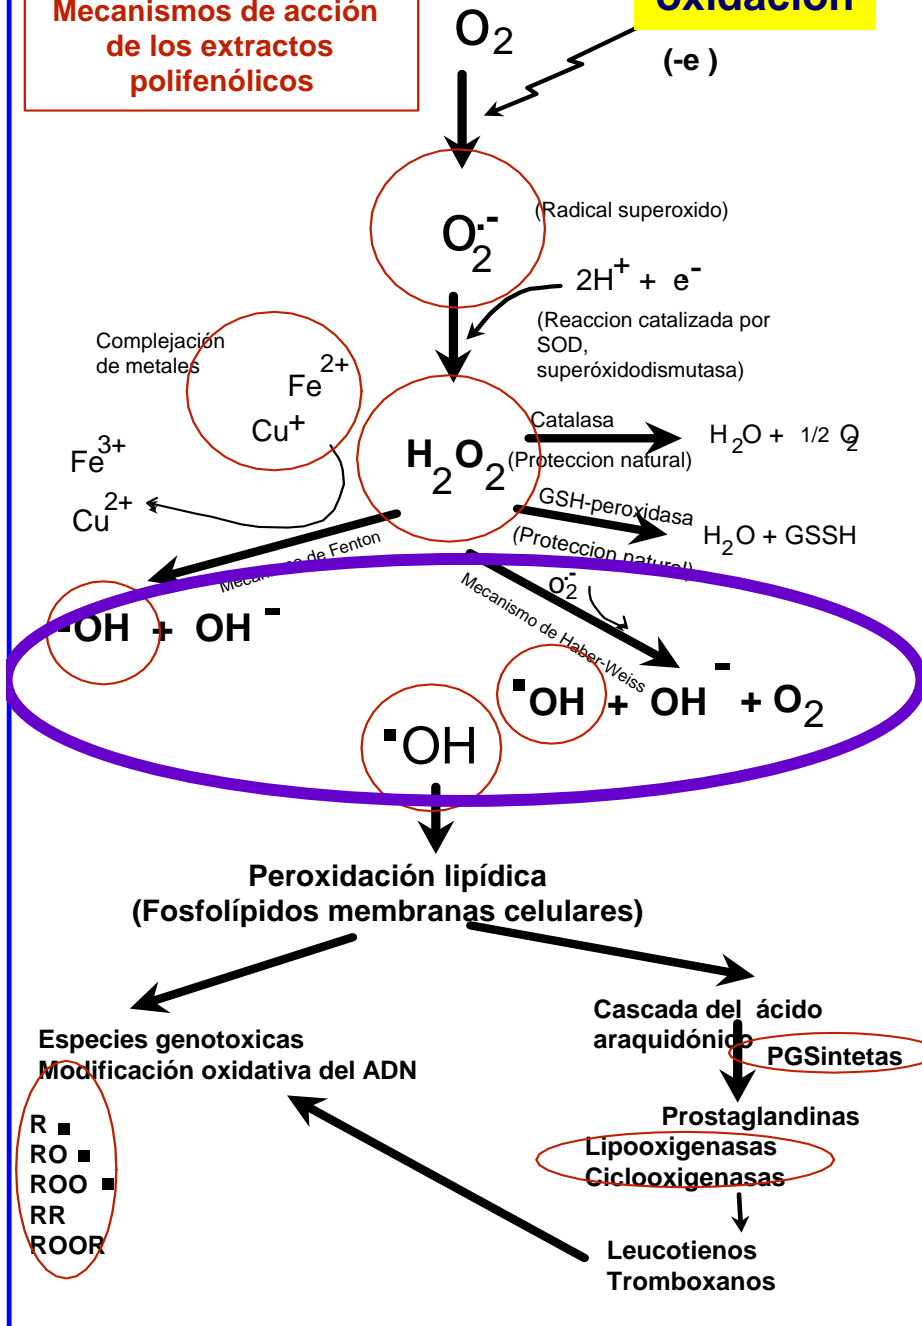 Mecanismos de acción
de los extractos
polifenólicos
oxidación
(-e )
O2
O2·-
(Radical superoxido)
2H+ + e-
(Reaccion catalizada por
SOD,
superóxidodismutasa)
Complejación
de metales
Fe2+
Cu+
Fe3+
Cu2+
H2O2
Catalasa
(Proteccion natural)
H2O + 1/2 O2
GSH-peroxidasa
(Proteccion natural)
H2O + GSSH
Mecanismo de Fenton
Mecanismo de Haber-Weiss
O2·-
▪OH + OH -
▪OH + OH - + O2
▪OH
Peroxidación lipídica
(Fosfolípidos membranas celulares)
Especies genotoxicas
Modificación oxidativa del ADN
R ▪
RO ▪
ROO ▪
RR
ROOR
Cascada del ácido
araquidónico
PGSintetas
Prostaglandinas
Lipooxigenasas
Ciclooxigenasas
Leucotienos
Tromboxanos